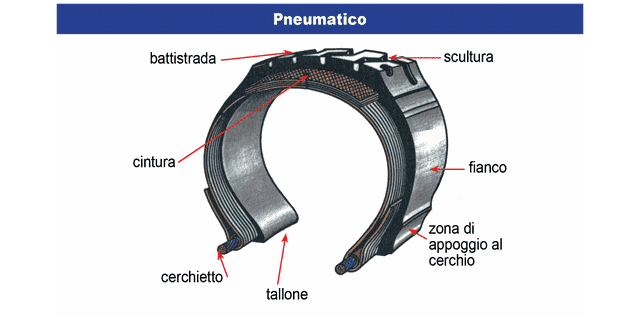 Pneumatico
battistrada
scultura
cintura
fianco
zona di
appoggio al
cerchio
cerchietto
tallone